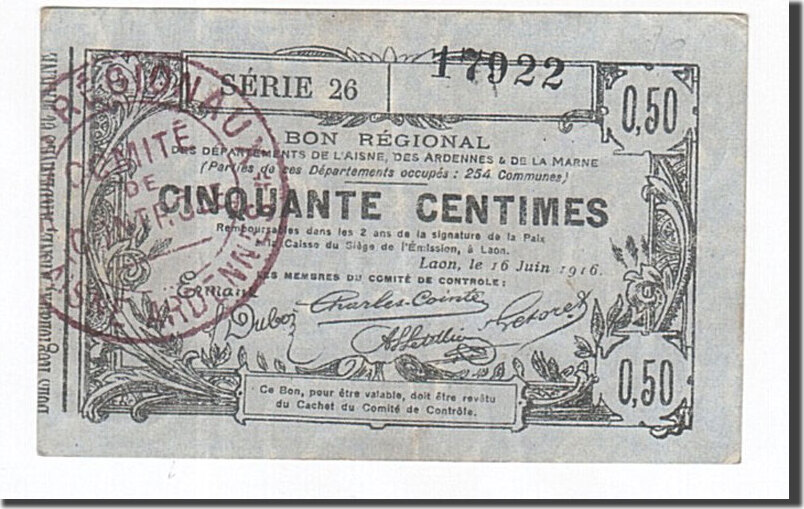 SÉRIE 26
17922
0,50
BON RÉGIONAL
DES DÉPARTEMENTS DE L'AISNE, DES ARDENNES & DE LA MARNE
(Parties de ces Départements occupés : 254 Communes)
CINQUANTE CENTIMES
Remboursables dans les 2 ans de la signature de la Paix
à la Caisse du Siège de l'Émission, à Laon.
Laon, le 16 Juin 1916.
LES MEMBRES DU COMITÉ DE CONTROLE :
Ermant
Charles-Cointe
Duboz
Letoret
0,50
Ce Bon, pour être valable, doit être revêtu
du Cachet du Comité de Contrôle.
COMITÉ
DE